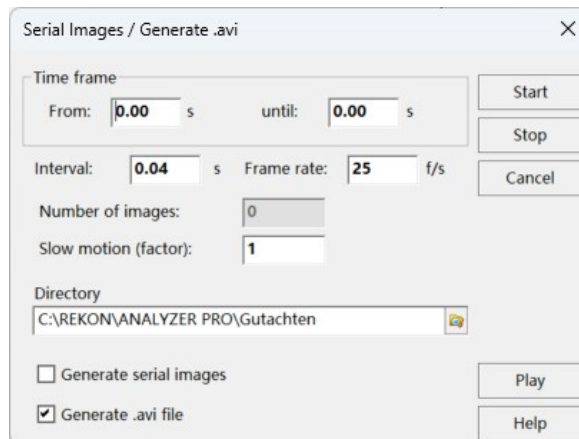 Serial Images / Generate .avi
Time frame
From: 0.00 s until: 0.00 s
Start
Stop
Interval: 0.04 s Frame rate: 25 f/s
Cancel
Number of images: 0
Slow motion (factor): 1
Directory
C:\REKON\ANALYZER PRO\Gutachten
Generate serial images
Play
Generate .avi file
Help